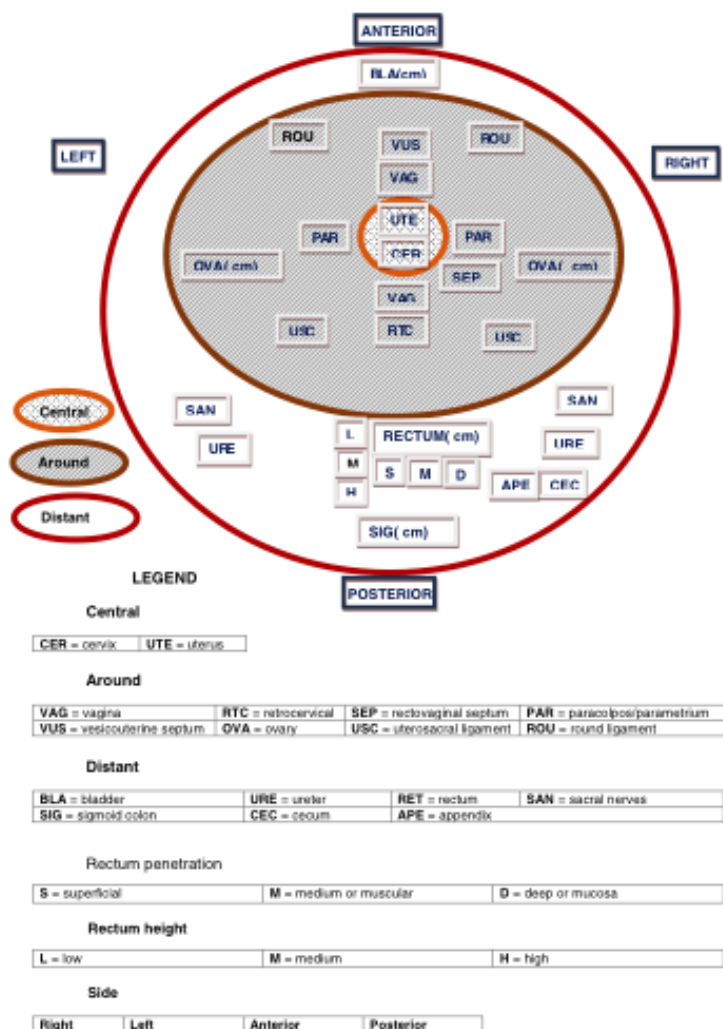 ANTERIOR
BLA(cm)
ROU
VUS
ROU
LEFT
RIGHT
VAG
UTE
PAR
PAR
CER
OVA( cm)
OVA( cm)
SEP
VAG
USC
RTC
USC
Central
SAN
SAN
L
RECTUM( cm)
URE
URE
Around
M
S
M
D
APE
CEC
H
Distant
SIG( cm)
LEGEND
POSTERIOR
Central
CER = cervix UTE = uterus
Around
VAG = vagina RTC = retrocervical SEP = rectovaginal septum PAR = paracolpos/parametrium
VUS = vesicouterine septum OVA = ovary USC = uterosacral ligament ROU = round ligament
Distant
BLA = bladder URE = ureter RET = rectum SAN = sacral nerves
SIG = sigmoid colon CEC = cecum APE = appendix
Rectum penetration
S = superficial M = medium or muscular D = deep or mucosa
Rectum height
L = low M = medium H = high
Side
Right Left Anterior Posterior